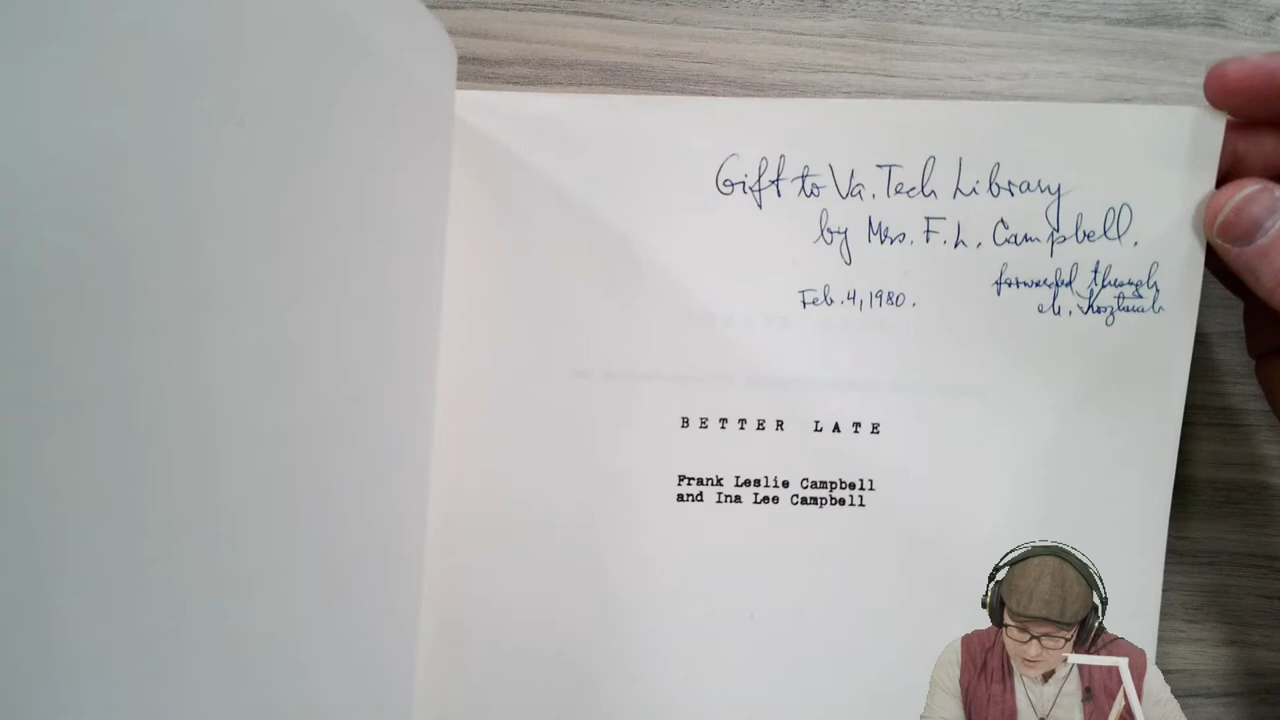 Gift to Va. Tech Library
by Mrs. F. L. Campbell.
Feb. 4, 1980.
forwarded through
M. Kosztarab
BETTER LATE
Frank Leslie Campbell
and Ina Lee Campbell